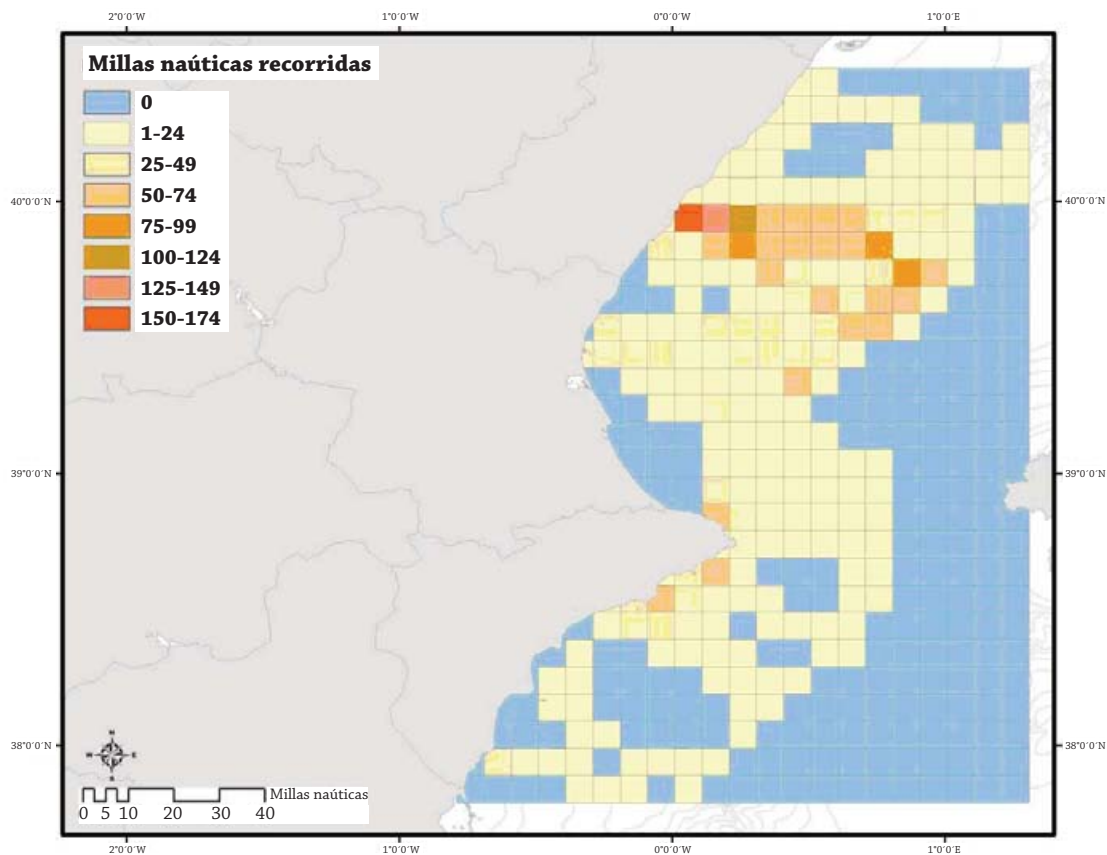 2°0'0"W 1°0'0"W 0°0'0"W 1°0'0"E
Millas naúticas recorridas
0
1-24
25-49
50-74
75-99
100-124
125-149
150-174
40°0'0"N 40°0'0"N
39°0'0"N 39°0'0"N
38°0'0"N 38°0'0"N
N
W E
S
Millas naúticas
0 5 10 20 30 40
2°0'0"W 1°0'0"W 0°0'0"W 1°0'0"E